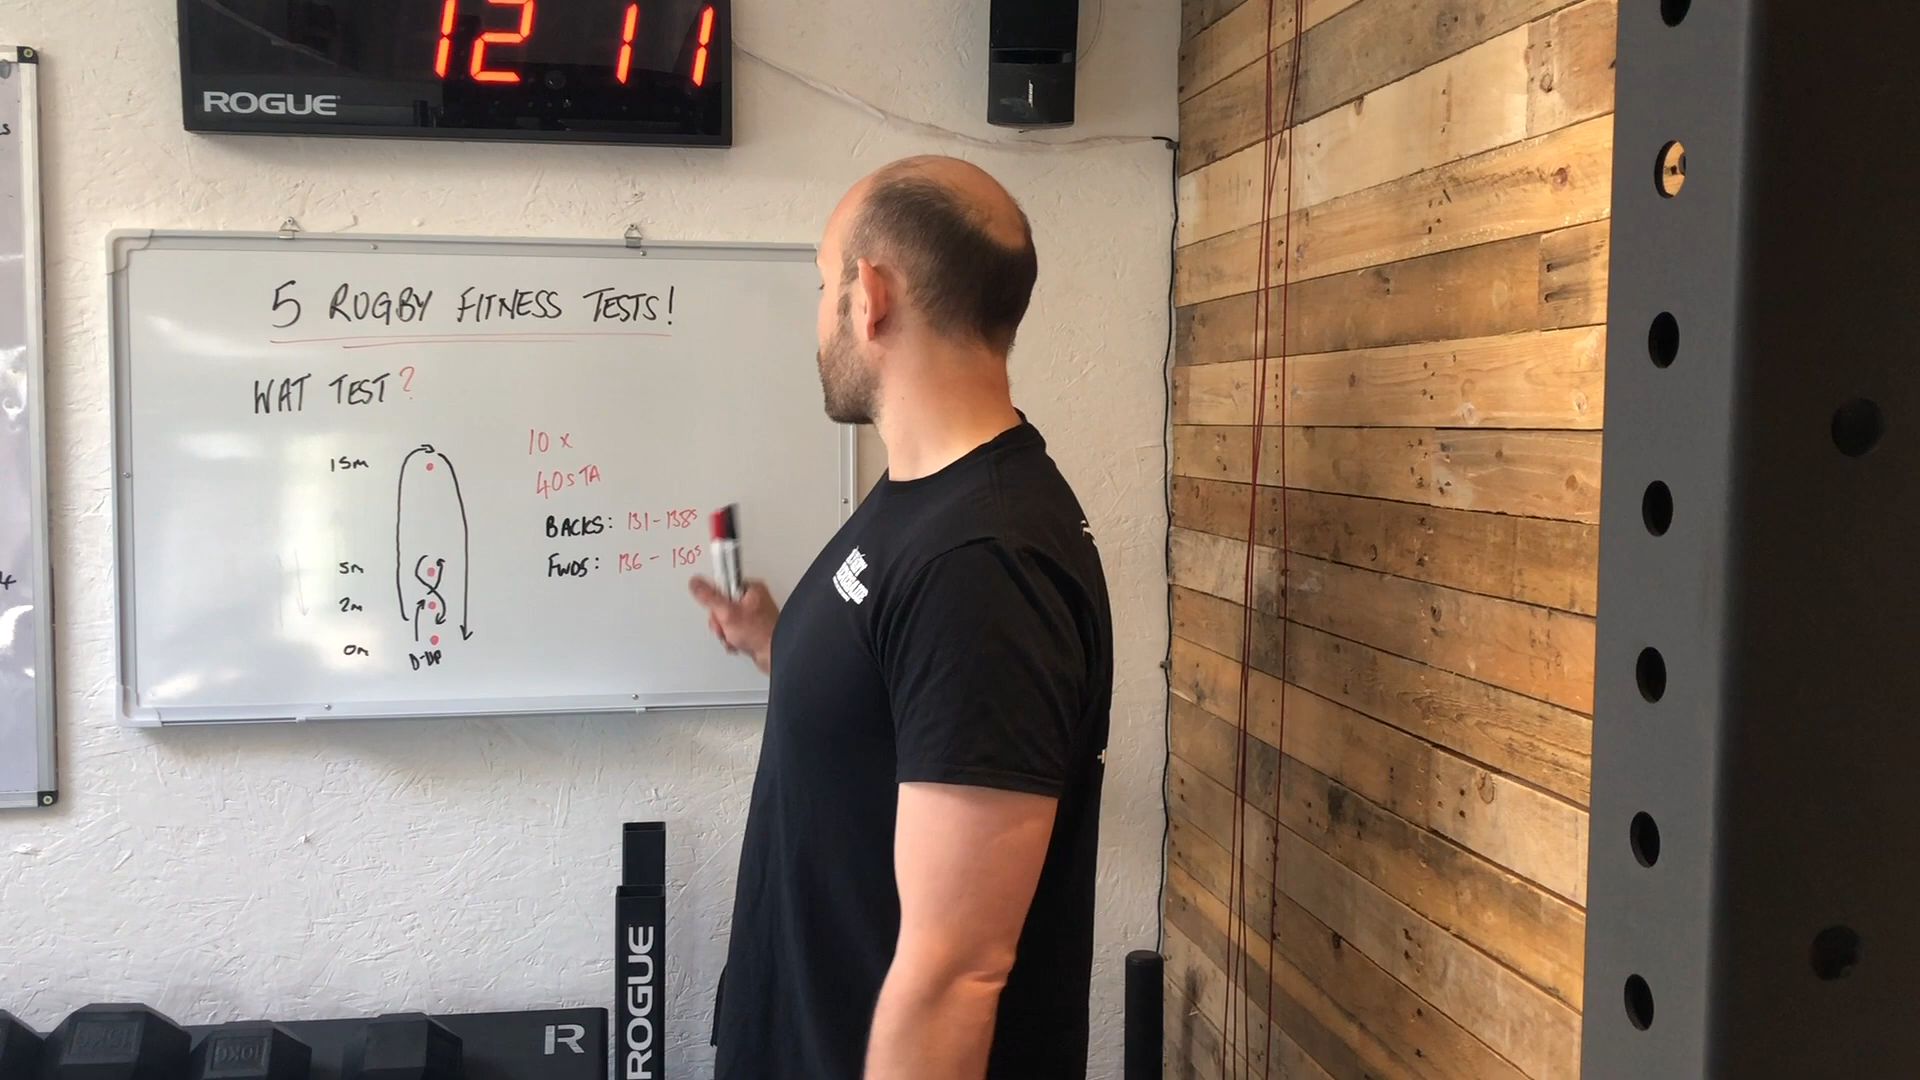 12 11
ROGUE
5 RUGBY FITNESS TESTS!
WAT TEST?
10 x
40s TA
BACKS: 131-138s
FWDS: 136 - 150s
15m
5m
2m
0m
D-UP
ROGUE
R
10KG